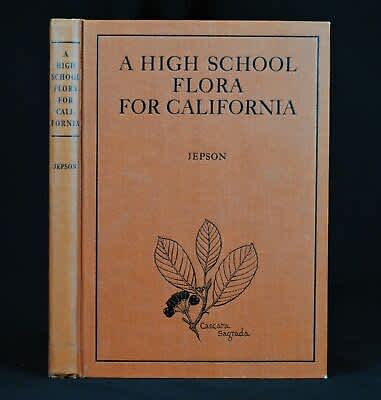 A
HIGH
SCHOOL
FLORA
FOR
CALI-
FORNIA
JEPSON
A HIGH SCHOOL
FLORA
FOR CALIFORNIA
JEPSON
Cascara
Sagrada